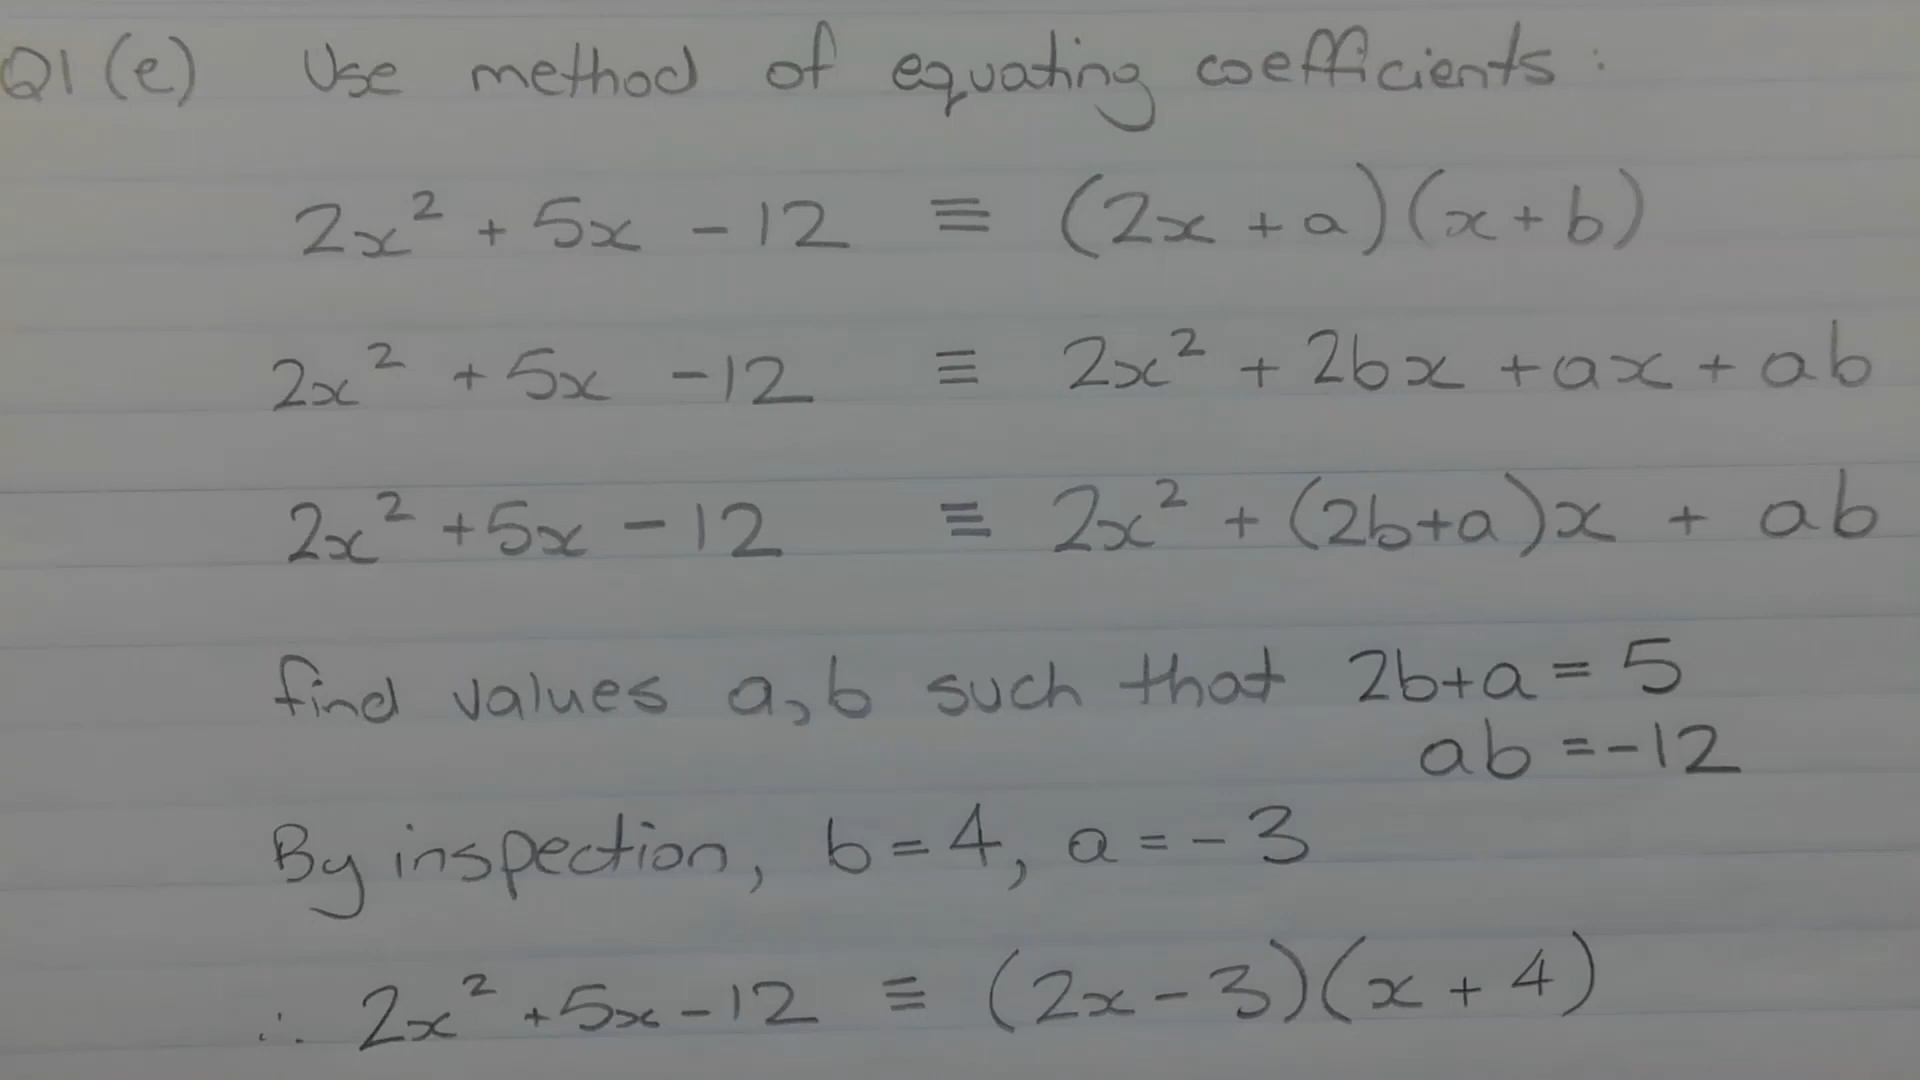 Q1 (e) Use method of equating coefficients:
2x² + 5x - 12 ≡ (2x + a)(x + b)
2x² + 5x - 12 ≡ 2x² + 2bx + ax + ab
2x² + 5x - 12 ≡ 2x² + (2b+a)x + ab
find values a, b such that 2b+a = 5
ab = -12
By inspection, b = 4, a = -3
∴ 2x² + 5x - 12 ≡ (2x - 3)(x + 4)